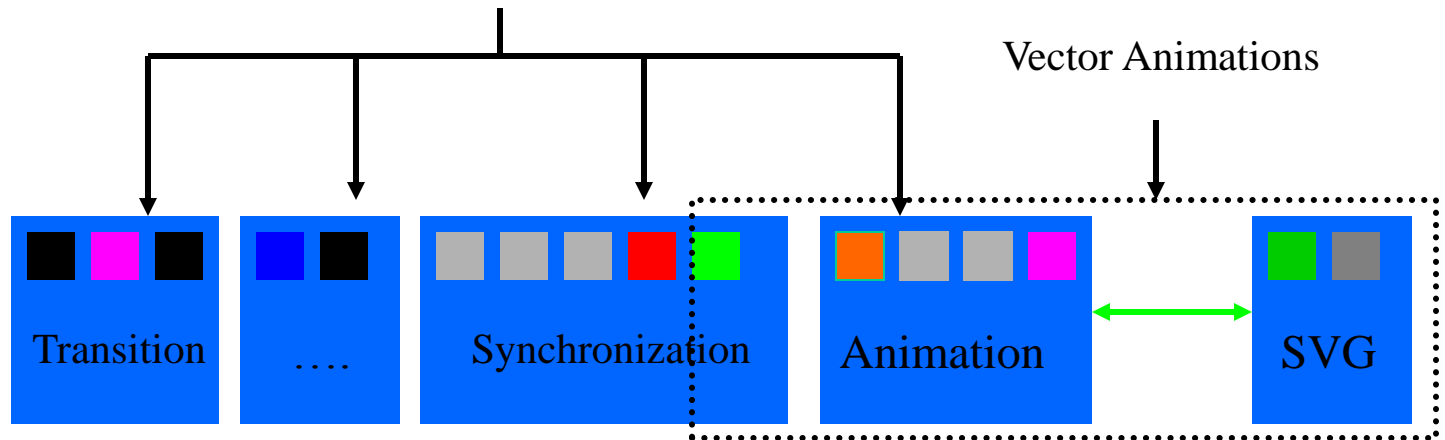 Vector Animations
Transition
....
Synchronization
Animation
SVG